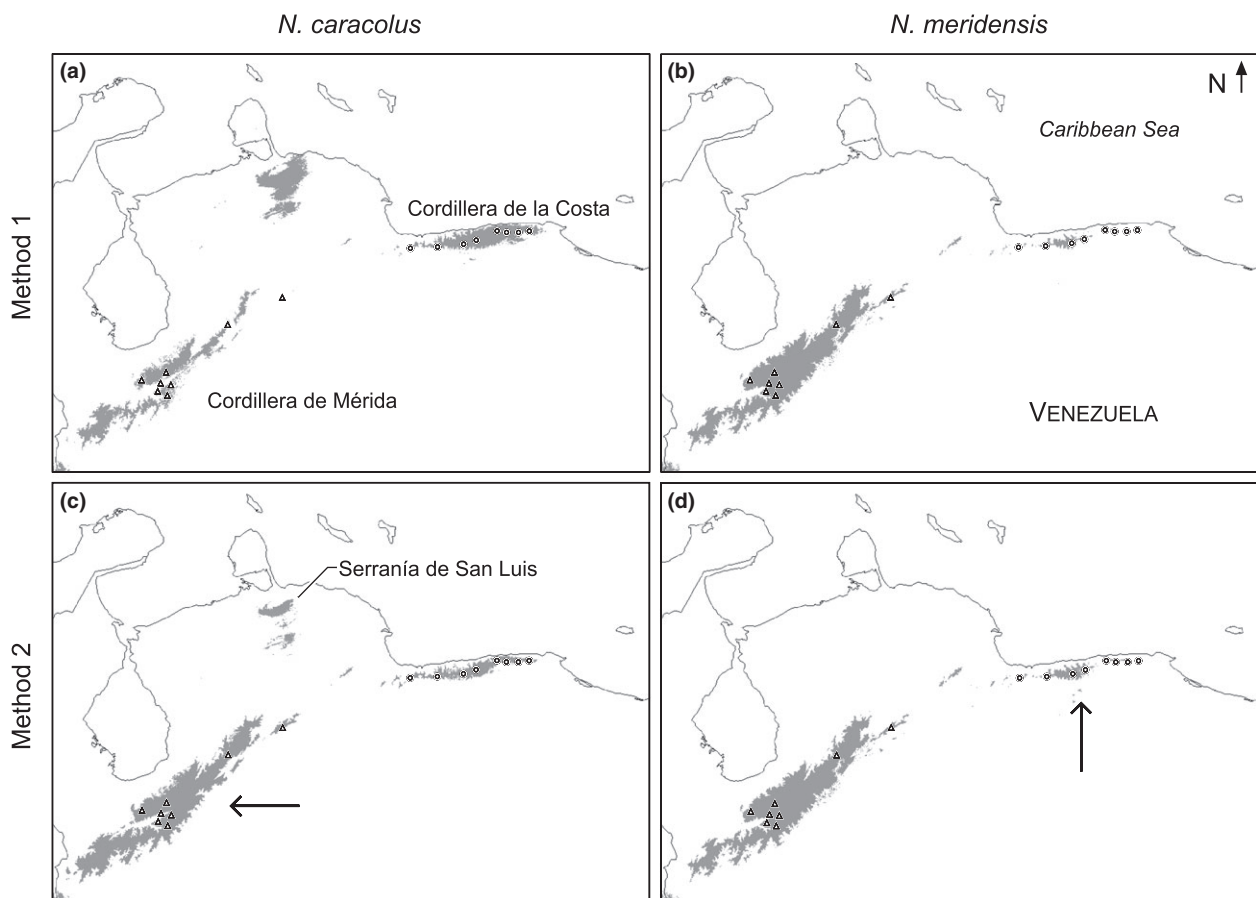 N. caracolus
N. meridensis
Method 1
(a)
Cordillera de la Costa
Cordillera de Mérida
(b)
N
Caribbean Sea
VENEZUELA
Method 2
(c)
Serranía de San Luis
(d)